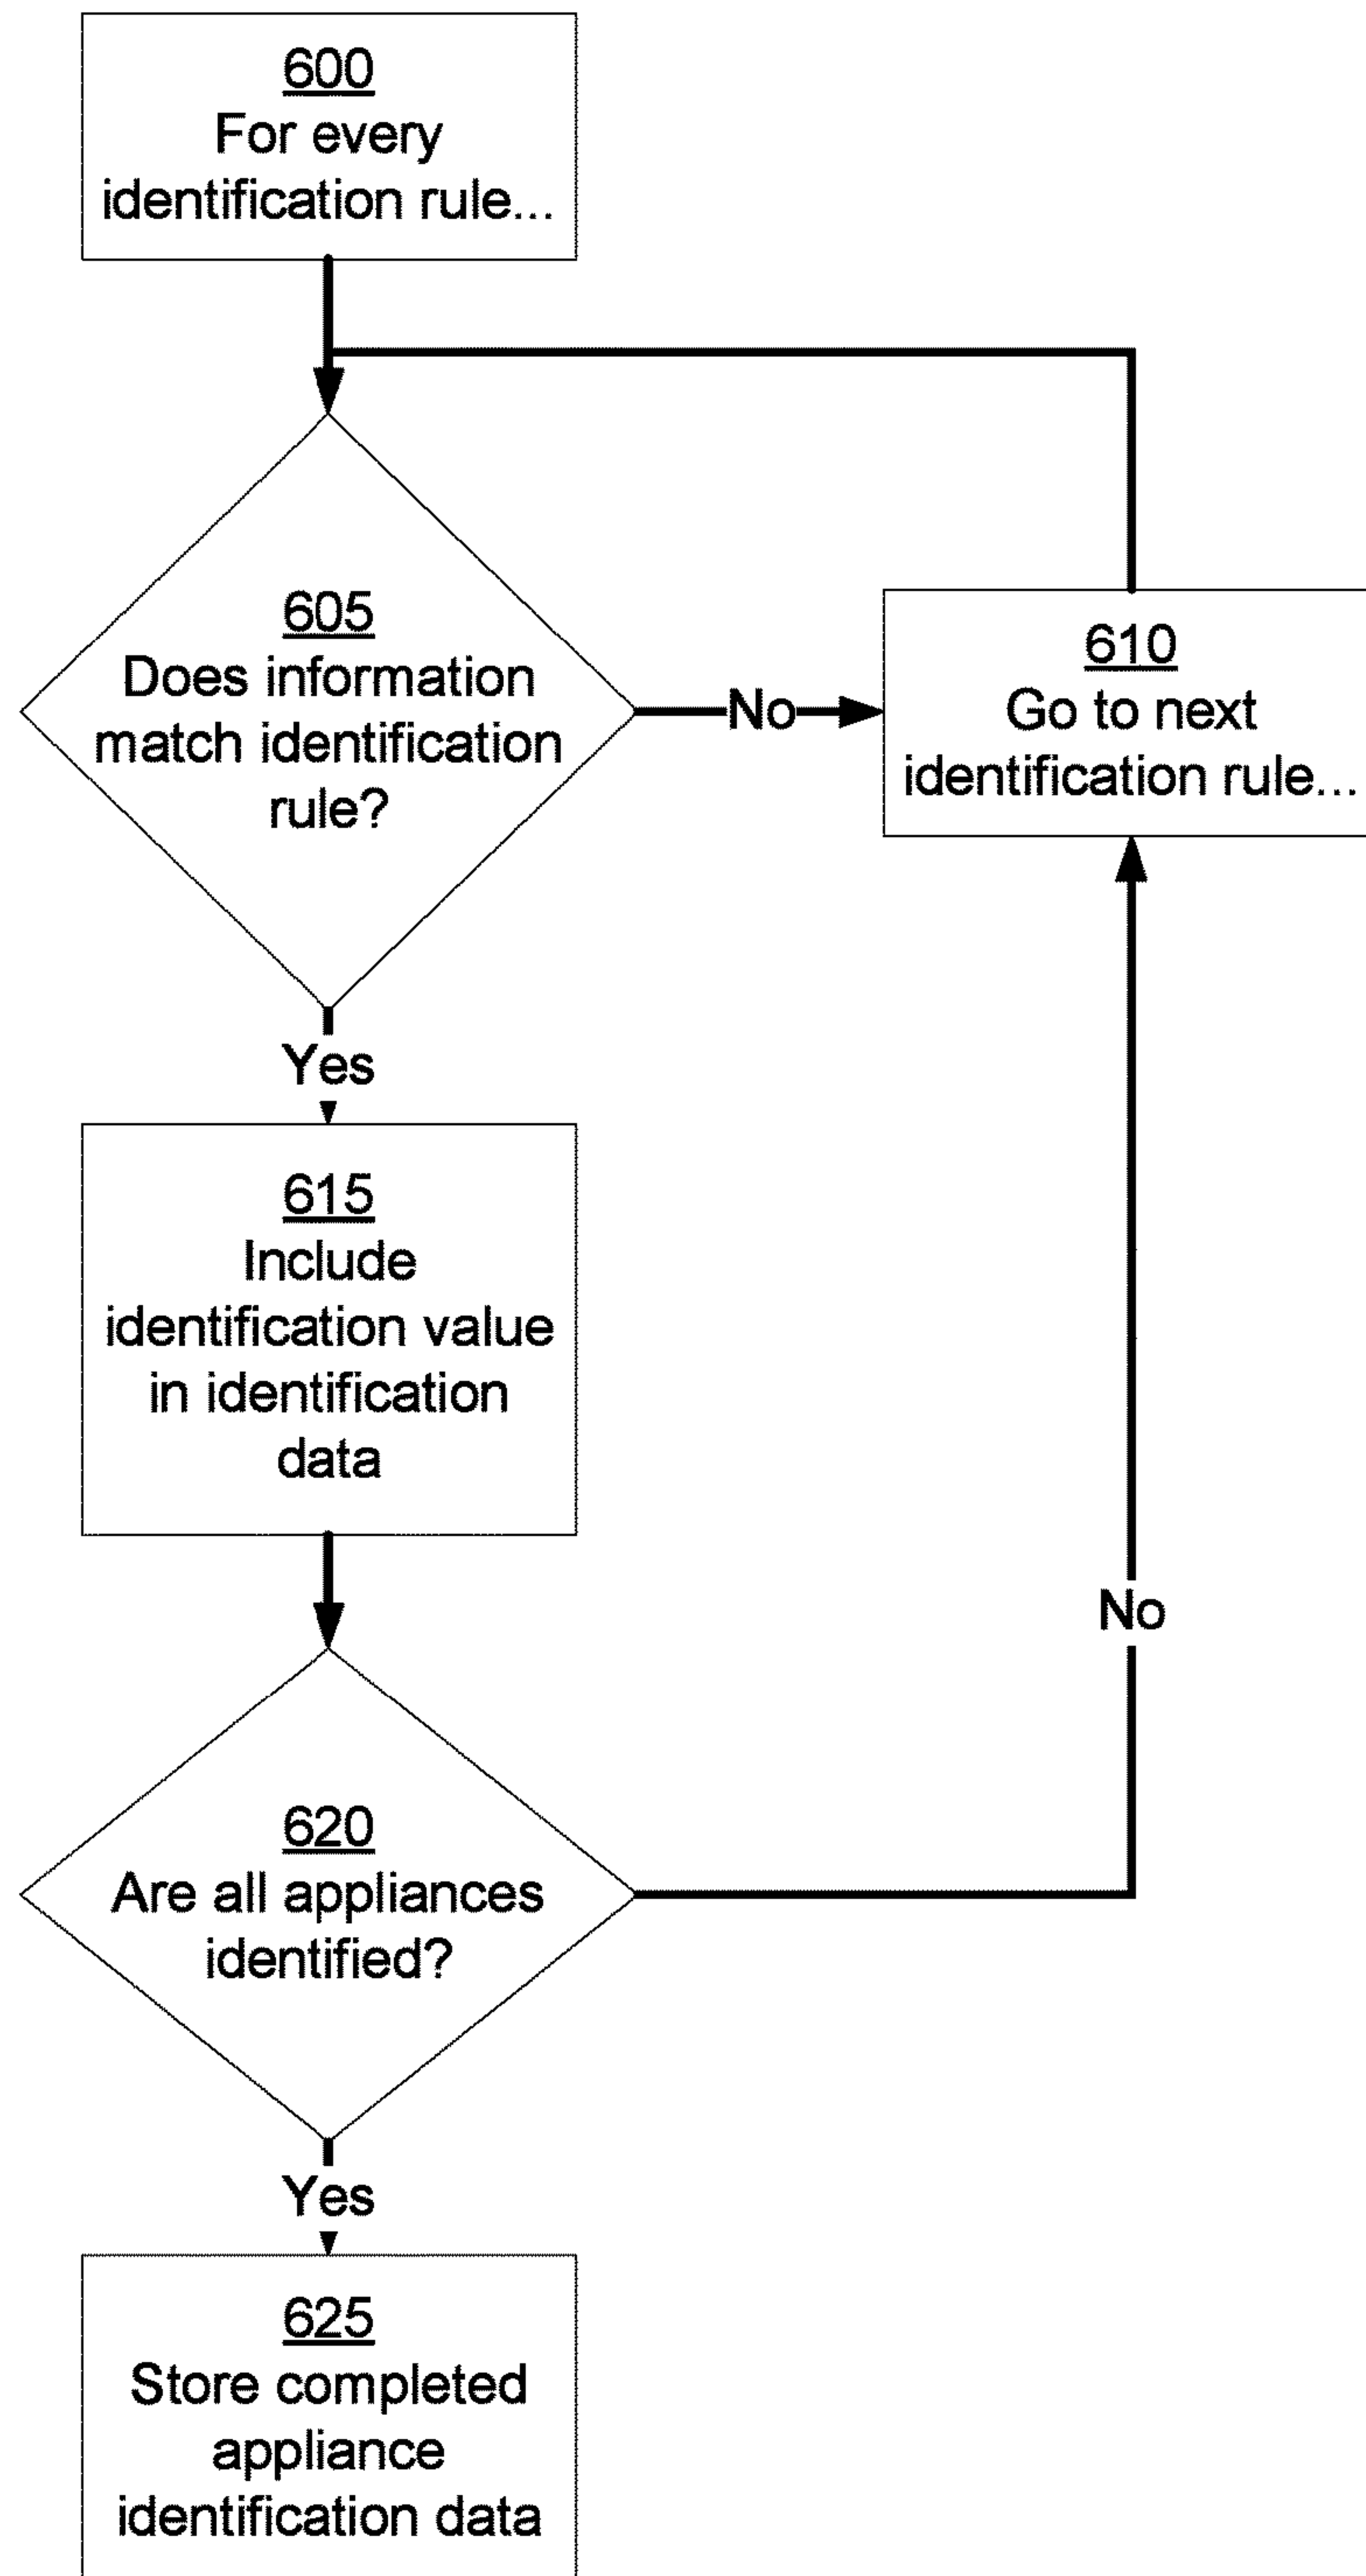 600
For every
identification rule...
605
Does information
match identification
rule?
No
610
Go to next
identification rule...
Yes
615
Include
identification value
in identification
data
No
620
Are all appliances
identified?
Yes
625
Store completed
appliance
identification data